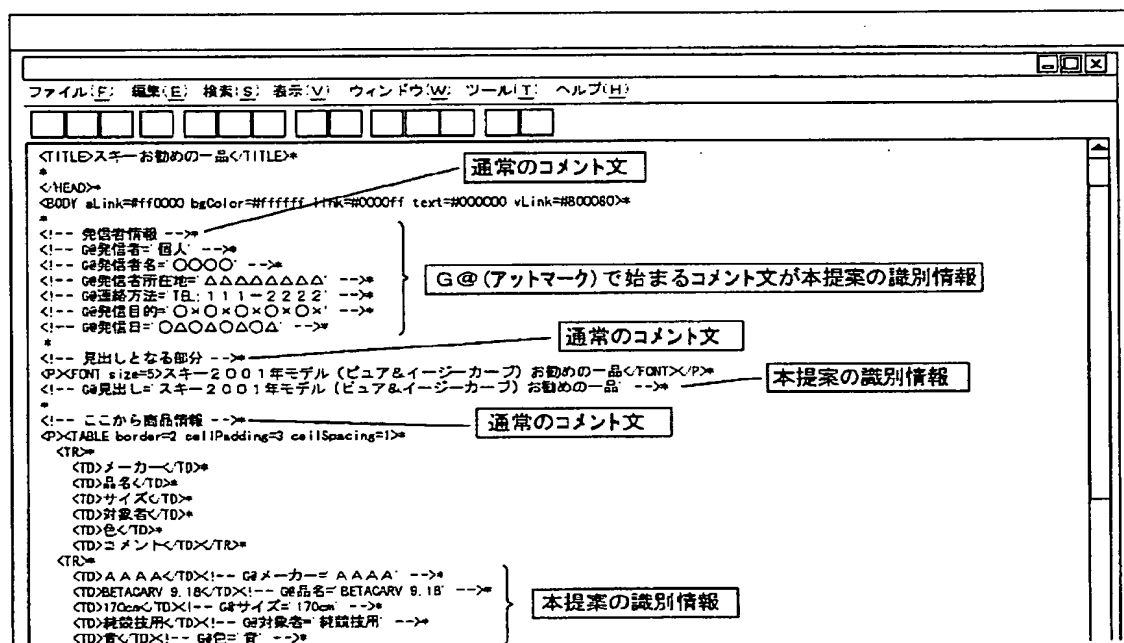 ファイル(F) 編集(E) 検索(S) 表示(V) ウィンドウ(W) ツール(T) ヘルプ(H)
<TITLE>スキーお勧めの一品</TITLE>*
*
</HEAD>*
通常のコメント文
<BODY aLink=#ff0000 bgColor=#ffffff link=#0000ff text=#000000 vLink=#800080>*
*
<!-- 発信者情報 -->*
<!-- G@発信者='個人' -->*
<!-- G@発信者名='○○○○' -->*
<!-- G@発信者所在地='△△△△△△△△' -->*
<!-- G@連絡方法='TEL:111-2222' -->*
<!-- G@発信目的='○×○×○×○×' -->*
<!-- G@発信日='○△○△○△○△' -->*
G@(アットマーク)で始まるコメント文が本提案の識別情報
*
通常のコメント文
<!-- 見出しとなる部分 -->*
<P><FONT size=5>スキー2001年モデル(ピュア&イージーカーブ)お勧めの一品</FONT></P>*
<!-- G@見出し='スキー2001年モデル(ピュア&イージーカーブ)お勧めの一品' -->*
本提案の識別情報
*
<!-- ここから商品情報 -->*
通常のコメント文
<P><TABLE border=2 cellPadding=3 cellSpacing=1>*
<TR>*
<TD>メーカー</TD>*
<TD>品名</TD>*
<TD>サイズ</TD>*
<TD>対象者</TD>*
<TD>色</TD>*
<TD>コメント</TD></TR>*
<TR>*
<TD>AAAA</TD><!-- G@メーカー='AAAA' -->*
<TD>BETACARV 9.18</TD><!-- G@品名='BETACARV 9.18' -->*
<TD>170cm</TD><!-- G@サイズ='170cm' -->*
<TD>純競技用</TD><!-- G@対象者='純競技用' -->*
<TD>青</TD><!-- G@色='青' -->*
本提案の識別情報